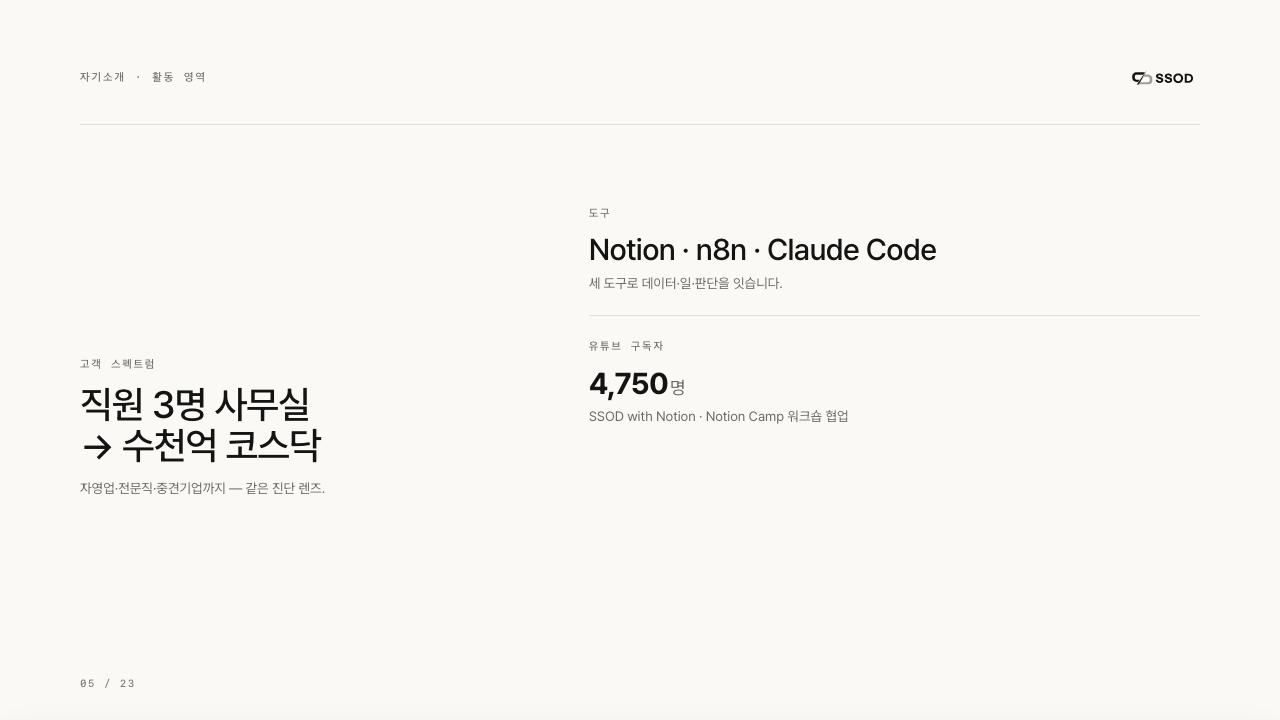 자기소개 · 활동 영역
SSOD
고객 스펙트럼
직원 3명 사무실
→ 수천억 코스닥
자영업·전문직·중견기업까지 — 같은 진단 렌즈.
도구
Notion · n8n · Claude Code
세 도구로 데이터·일·판단을 잇습니다.
유튜브 구독자
4,750명
SSOD with Notion · Notion Camp 워크숍 협업
05 / 23